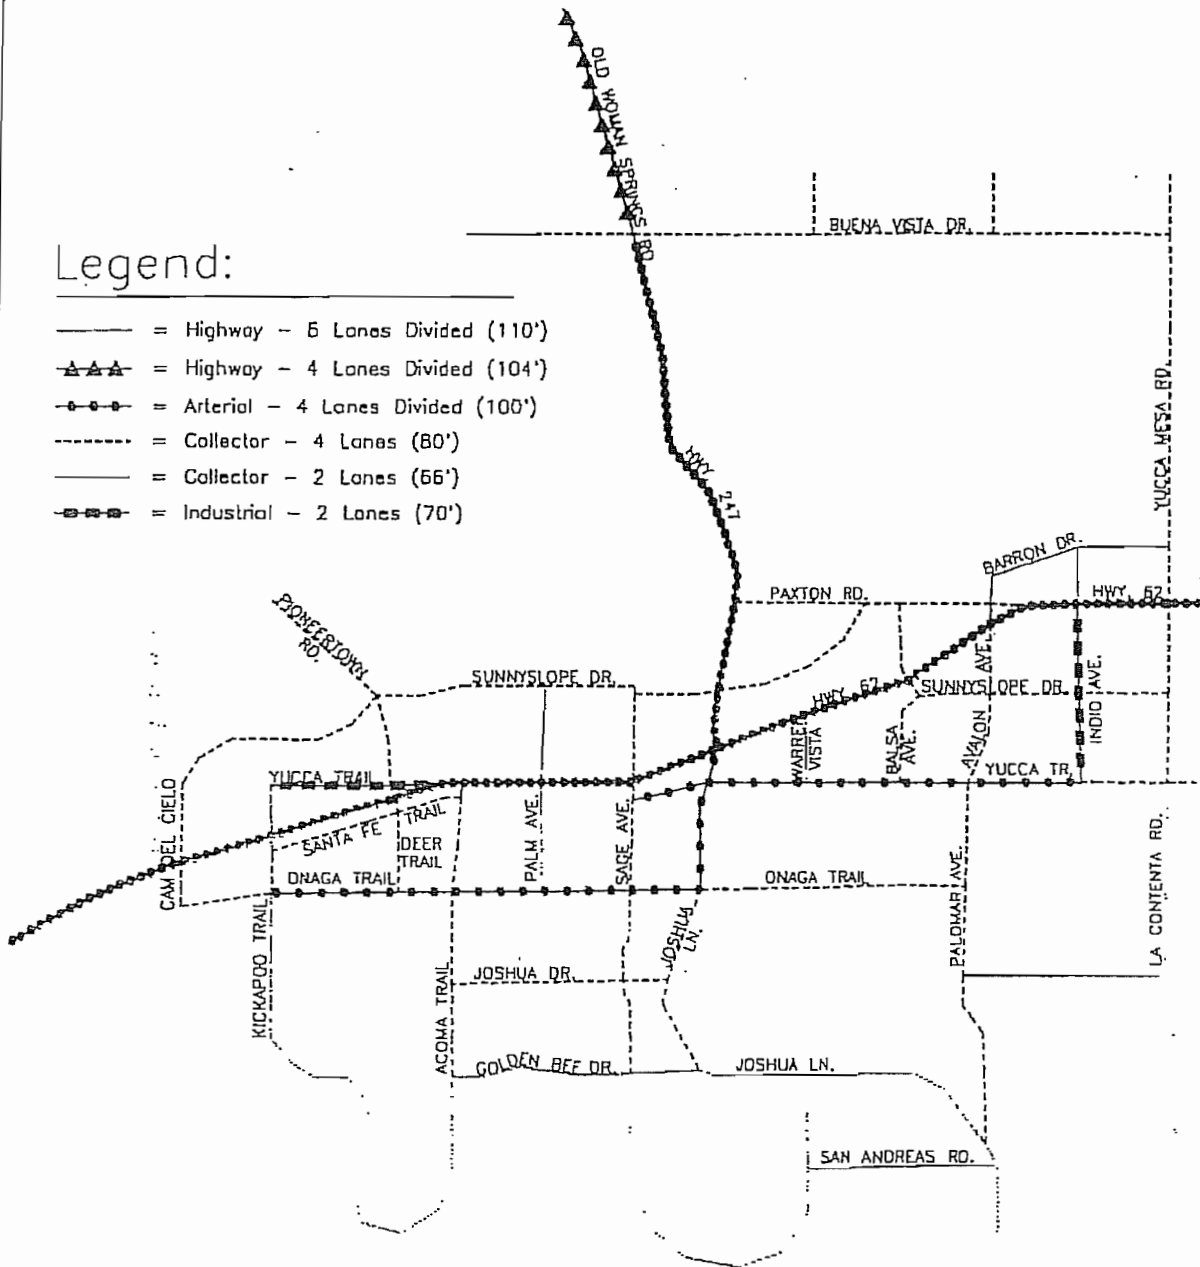 OLD WOMAN SPRINGS RD
BUENA VISTA DR.
Legend:
= Highway - 6 Lanes Divided (110')
= Highway - 4 Lanes Divided (104')
= Arterial - 4 Lanes Divided (100')
= Collector - 4 Lanes (80')
= Collector - 2 Lanes (66')
= Industrial - 2 Lanes (70')
YUCCA MESA RD.
HWY 247
BARRON DR.
PAXTON RD.
HWY. 62
PIONEERTOWN
RD.
SUNNYSLOPE DR.
HWY 62
SUNNYSLOPE DR.
AVALON AVE.
INDIO AVE.
WARREN
VISTA
BALSA
AVE.
CAM DEL CIELO
YUCCA TRAIL
YUCCA TR.
SANTA FE TRAIL
DEER
TRAIL
PALM AVE.
SAGE AVE.
ONAGA TRAIL
ONAGA TRAIL
KICKAPOO TRAIL
JOSHUA
LN.
PALOMAR AVE.
LA CONTENTA RD.
ACOMA TRAIL
JOSHUA DR.
GOLDEN BEE DR.
JOSHUA LN.
SAN ANDREAS RD.